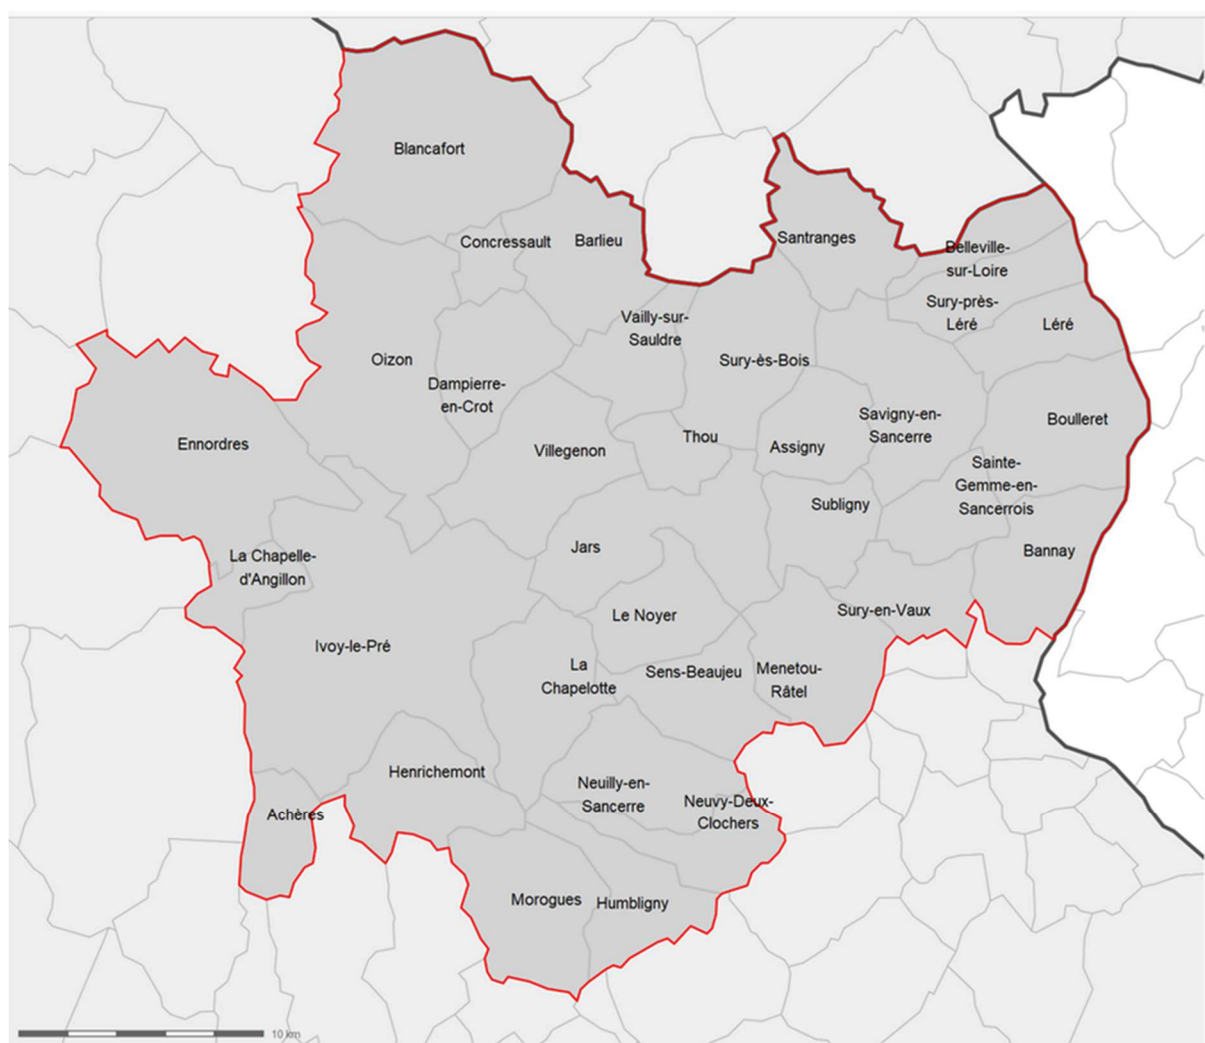 Blancafort
Concressault
Barlieu
Santranges
Belleville-
sur-Loire
Vailly-sur-
Sauldre
Sury-près-
Léré
Léré
Oizon
Sury-ès-Bois
Dampierre-
en-Crot
Ennordres
Villegenon
Thou
Assigny
Savigny-en-
Sancerre
Boulleret
Sainte-
Gemme-en-
Sancerrois
Subligny
La Chapelle-
d'Angillon
Jars
Bannay
Ivoy-le-Pré
Le Noyer
Sury-en-Vaux
La
Chapelotte
Sens-Beaujeu
Menetou-
Râtel
Henrichemont
Neuilly-en-
Sancerre
Neuvy-Deux-
Clochers
Achères
Morogues
Humbligny
10 km